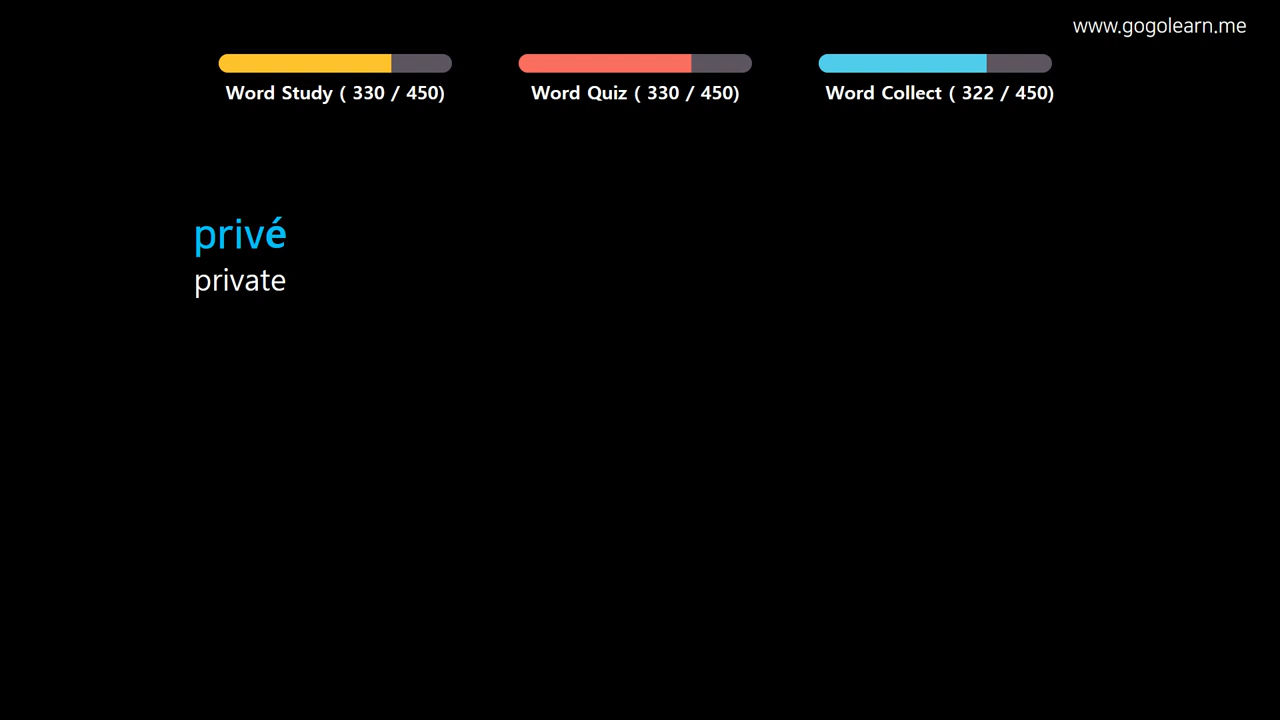 www.gogolearn.me
Word Study ( 330 / 450)
Word Quiz ( 330 / 450)
Word Collect ( 322 / 450)
privé
private